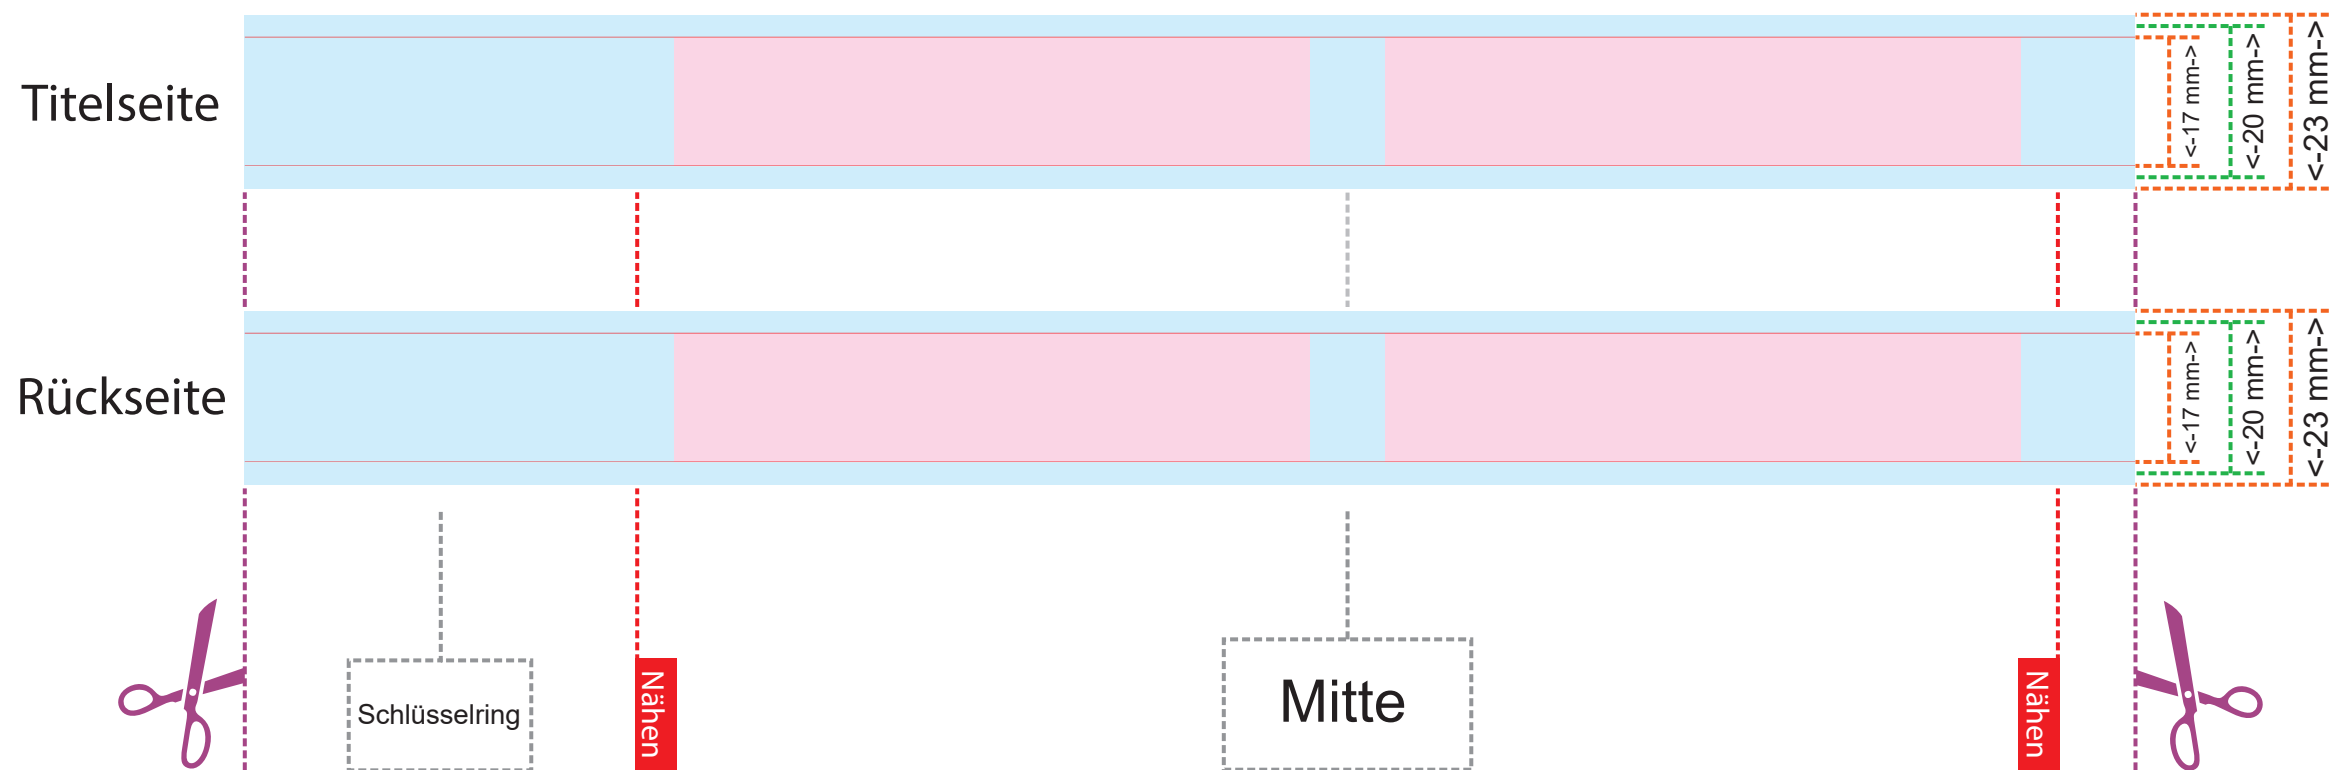 Titelseite
<-17 mm->
<-20 mm->
<-23 mm->
Rückseite
<-17 mm->
<-20 mm->
<-23 mm->
Schlüsselring
Nähen
Mitte
Nähen